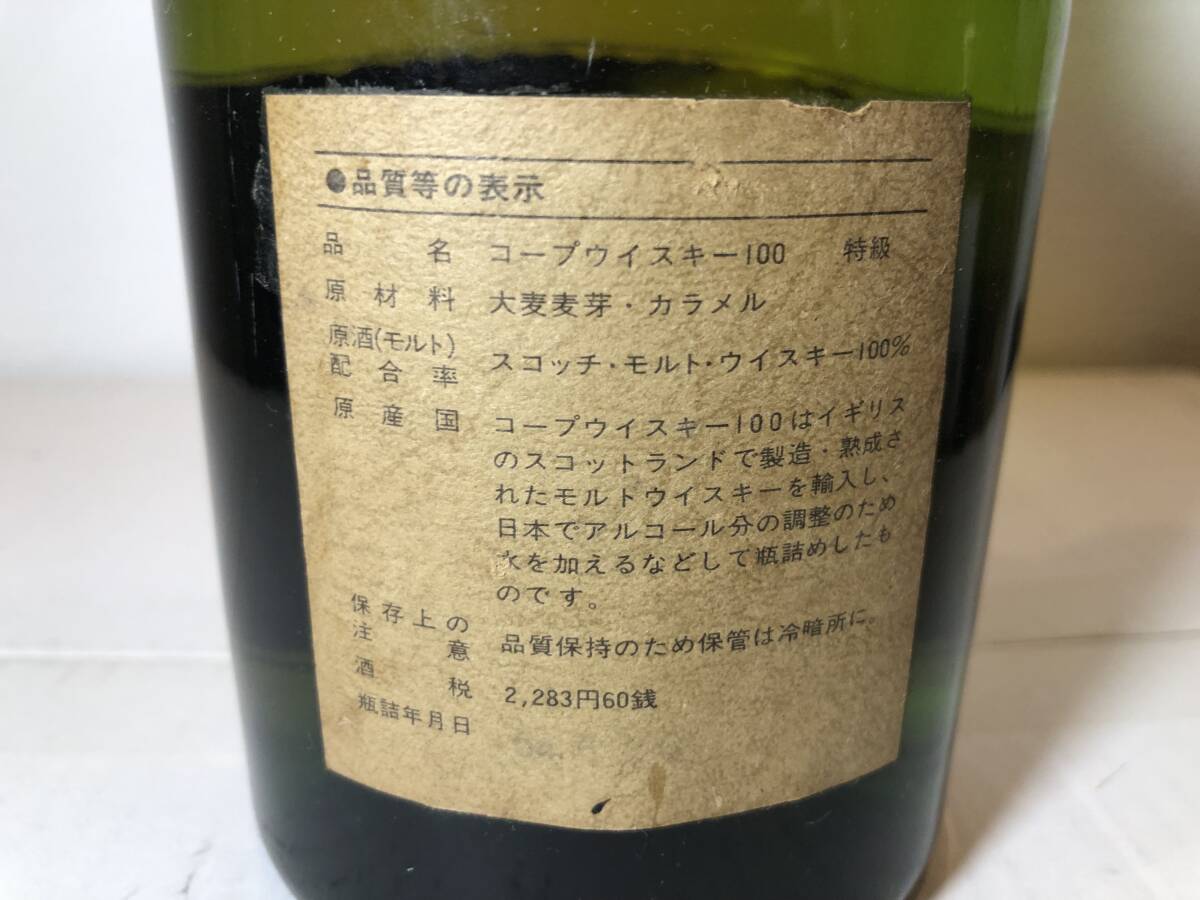 ●品質等の表示
品名 コープウイスキー100 特級
原材料 大麦麦芽・カラメル
原酒(モルト)
配合率 スコッチ・モルト・ウイスキー100%
原産国 コープウイスキー100はイギリス
のスコットランドで製造・熟成さ
れたモルトウイスキーを輸入し、
日本でアルコール分の調整のため
水を加えるなどして瓶詰めしたも
のです。
保存上の
注意 品質保持のため保管は冷暗所に。
酒税 2,283円60銭
瓶詰年月日